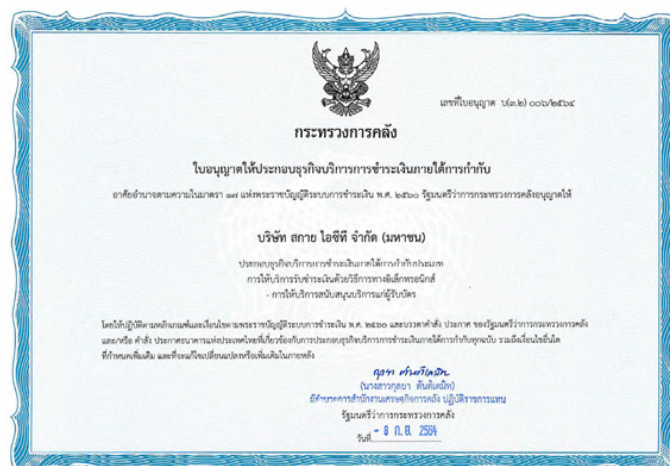 เลขที่ใบอนุญาต บ(๓.๒) ๐๐๖/๒๕๖๔
กระทรวงการคลัง
ใบอนุญาตให้ประกอบธุรกิจบริการการชำระเงินภายใต้การกำกับ
อาศัยอำนาจตามความในมาตรา ๑๗ แห่งพระราชบัญญัติระบบการชำระเงิน พ.ศ. ๒๕๖๐ รัฐมนตรีว่าการกระทรวงการคลังอนุญาตให้
บริษัท สกาย ไอซีที จำกัด (มหาชน)
ประกอบธุรกิจบริการการชำระเงินภายใต้การกำกับประเภท
การให้บริการรับชำระเงินด้วยวิธีการทางอิเล็กทรอนิกส์
- การให้บริการสนับสนุนบริการแก่ผู้รับบัตร
โดยให้ปฏิบัติตามหลักเกณฑ์และเงื่อนไขตามพระราชบัญญัติระบบการชำระเงิน พ.ศ. ๒๕๖๐ และบรรดาคำสั่ง ประกาศ ของรัฐมนตรีว่าการกระทรวงการคลัง
และ/หรือ คำสั่ง ประกาศธนาคารแห่งประเทศไทยที่เกี่ยวข้องกับการประกอบธุรกิจบริการการชำระเงินภายใต้การกำกับทุกฉบับ รวมถึงเงื่อนไขอื่นใด
ที่กำหนดเพิ่มเติม และที่จะแก้ไขเปลี่ยนแปลงหรือเพิ่มเติมในภายหลัง
(นางสาวกุลยา ตันติเตมิท)
ผู้อำนวยการสำนักงานเศรษฐกิจการคลัง ปฏิบัติราชการแทน
รัฐมนตรีว่าการกระทรวงการคลัง
วันที่ - 8 ก.ย. 2564